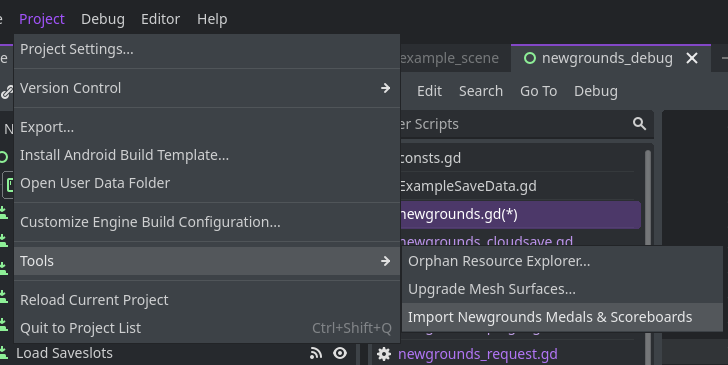 Project Debug Editor Help
Project Settings...
example_scene newgrounds_debug
Version Control
Edit Search Go To Debug
Export...
er Scripts
Install Android Build Template...
consts.gd
Open User Data Folder
ExampleSaveData.gd
newgrounds.gd(*)
Customize Engine Build Configuration...
newgrounds_cloudsave.gd
Tools
Orphan Resource Explorer...
Upgrade Mesh Surfaces...
Reload Current Project
Import Newgrounds Medals & Scoreboards
Quit to Project List Ctrl+Shift+Q
Load Saveslots
newgrounds_request.gd